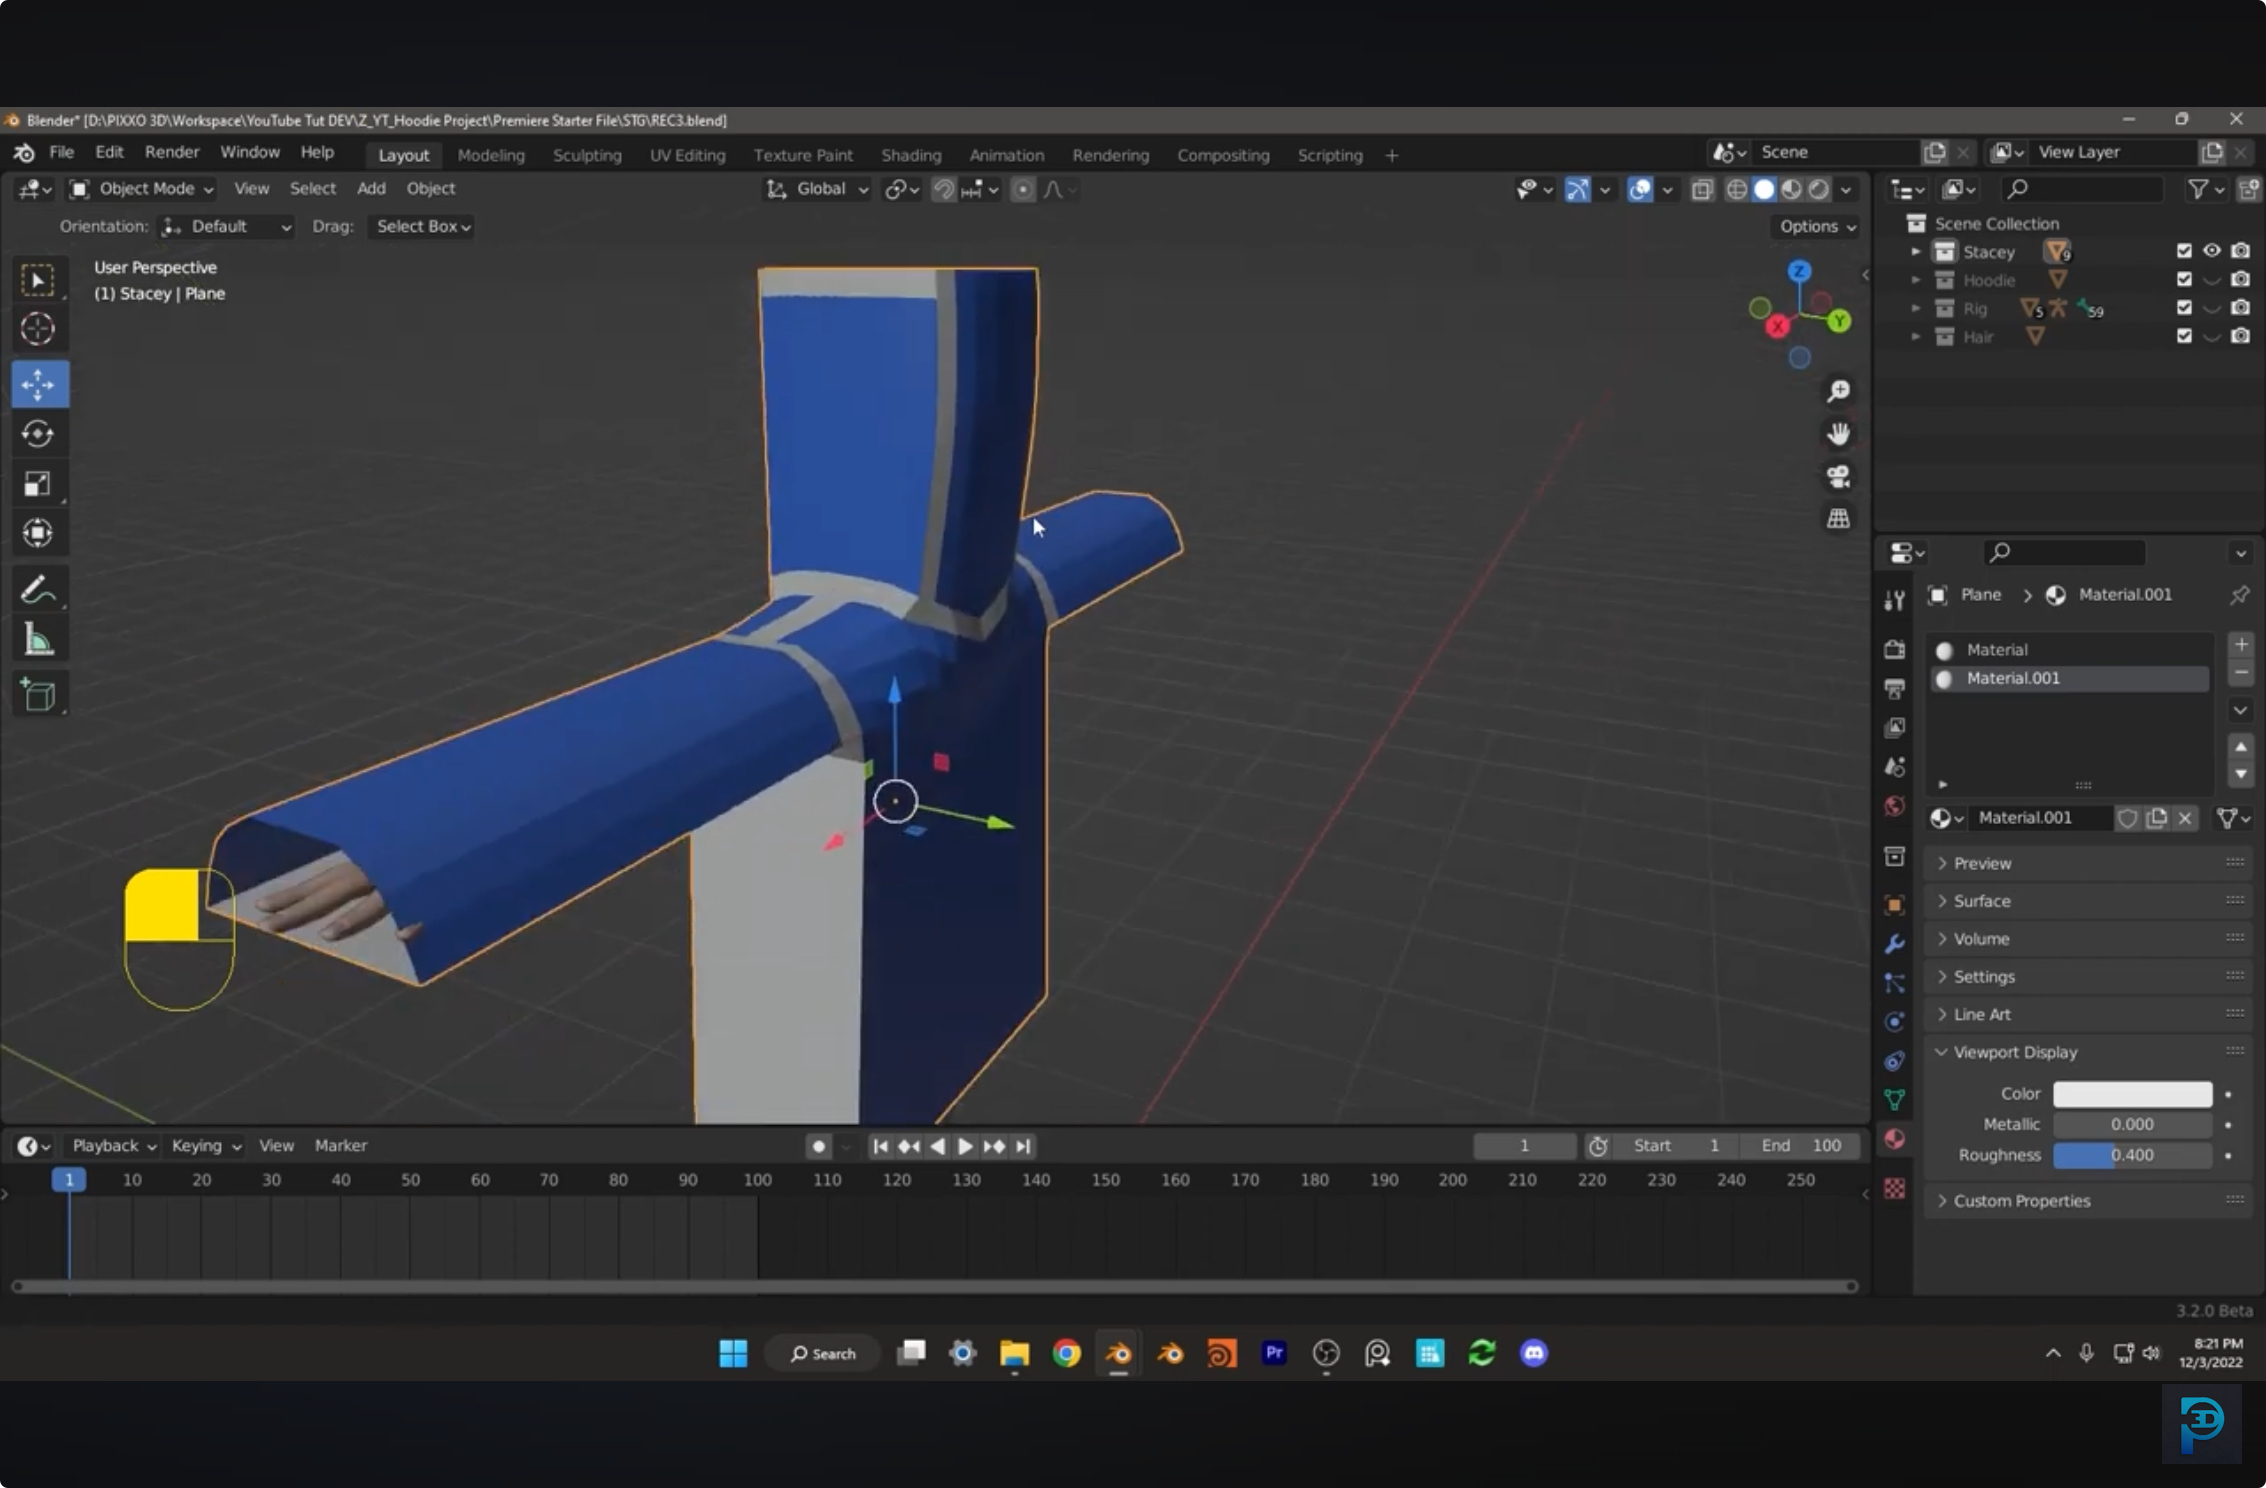 Blender* [D:\PIXXO 3D\Workspace\YouTube Tut DEV\Z_YT_Hoodie Project\Premiere Starter File\STG\REC3.blend]
File Edit Render Window Help Layout Modeling Sculpting UV Editing Texture Paint Shading Animation Rendering Compositing Scripting + Scene View Layer
Object Mode View Select Add Object Global
Orientation: Default Drag: Select Box Options
User Perspective
(1) Stacey | Plane
Z
Y
X
Scene Collection
Stacey 9
Hoodie
Rig 5 59
Hair
Plane > Material.001
Material
Material.001
Material.001
Preview
Surface
Volume
Settings
Line Art
Viewport Display
Color
Metallic 0.000
Roughness 0.400
Custom Properties
Playback Keying View Marker 1 Start 1 End 100
1 10 20 30 40 50 60 70 80 90 100 110 120 130 140 150 160 170 180 190 200 210 220 230 240 250
3.2.0 Beta
Search Pr
8:21 PM
12/3/2022
3D